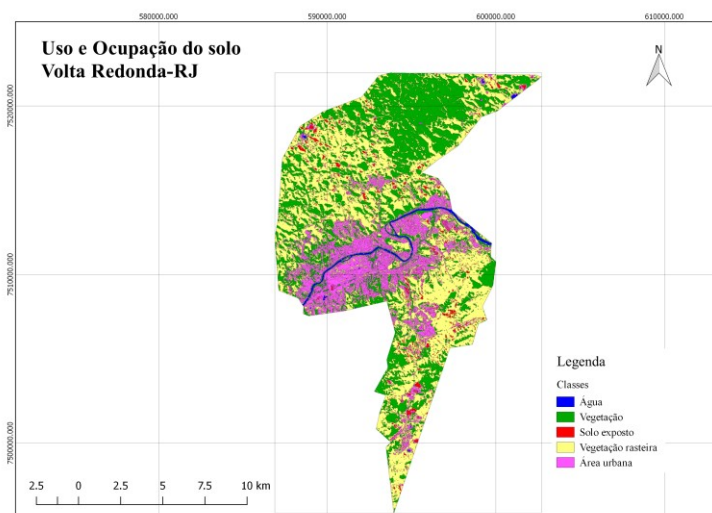 580000.000
590000.000
600000.000
610000.000
Uso e Ocupação do solo
Volta Redonda-RJ
N
7520000.000
7510000.000
7500000.000
Legenda
Classes
Água
Vegetação
Solo exposto
Vegetação rasteira
Área urbana
2.5 0 2.5 5 7.5 10 km